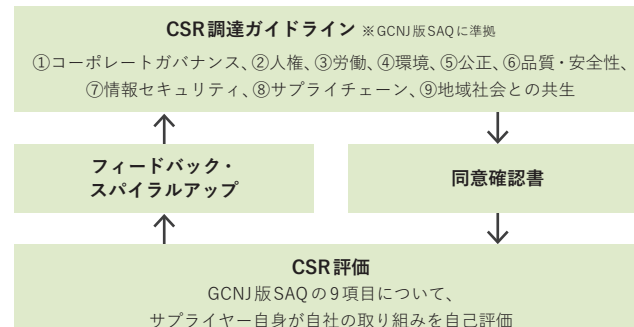 CSR調達ガイドライン ※GCNJ版SAQに準拠
①コーポレートガバナンス、②人権、③労働、④環境、⑤公正、⑥品質・安全性、
⑦情報セキュリティ、⑧サプライチェーン、⑨地域社会との共生
フィードバック・
スパイラルアップ
同意確認書
CSR評価
GCNJ版SAQの9項目について、
サプライヤー自身が自社の取り組みを自己評価